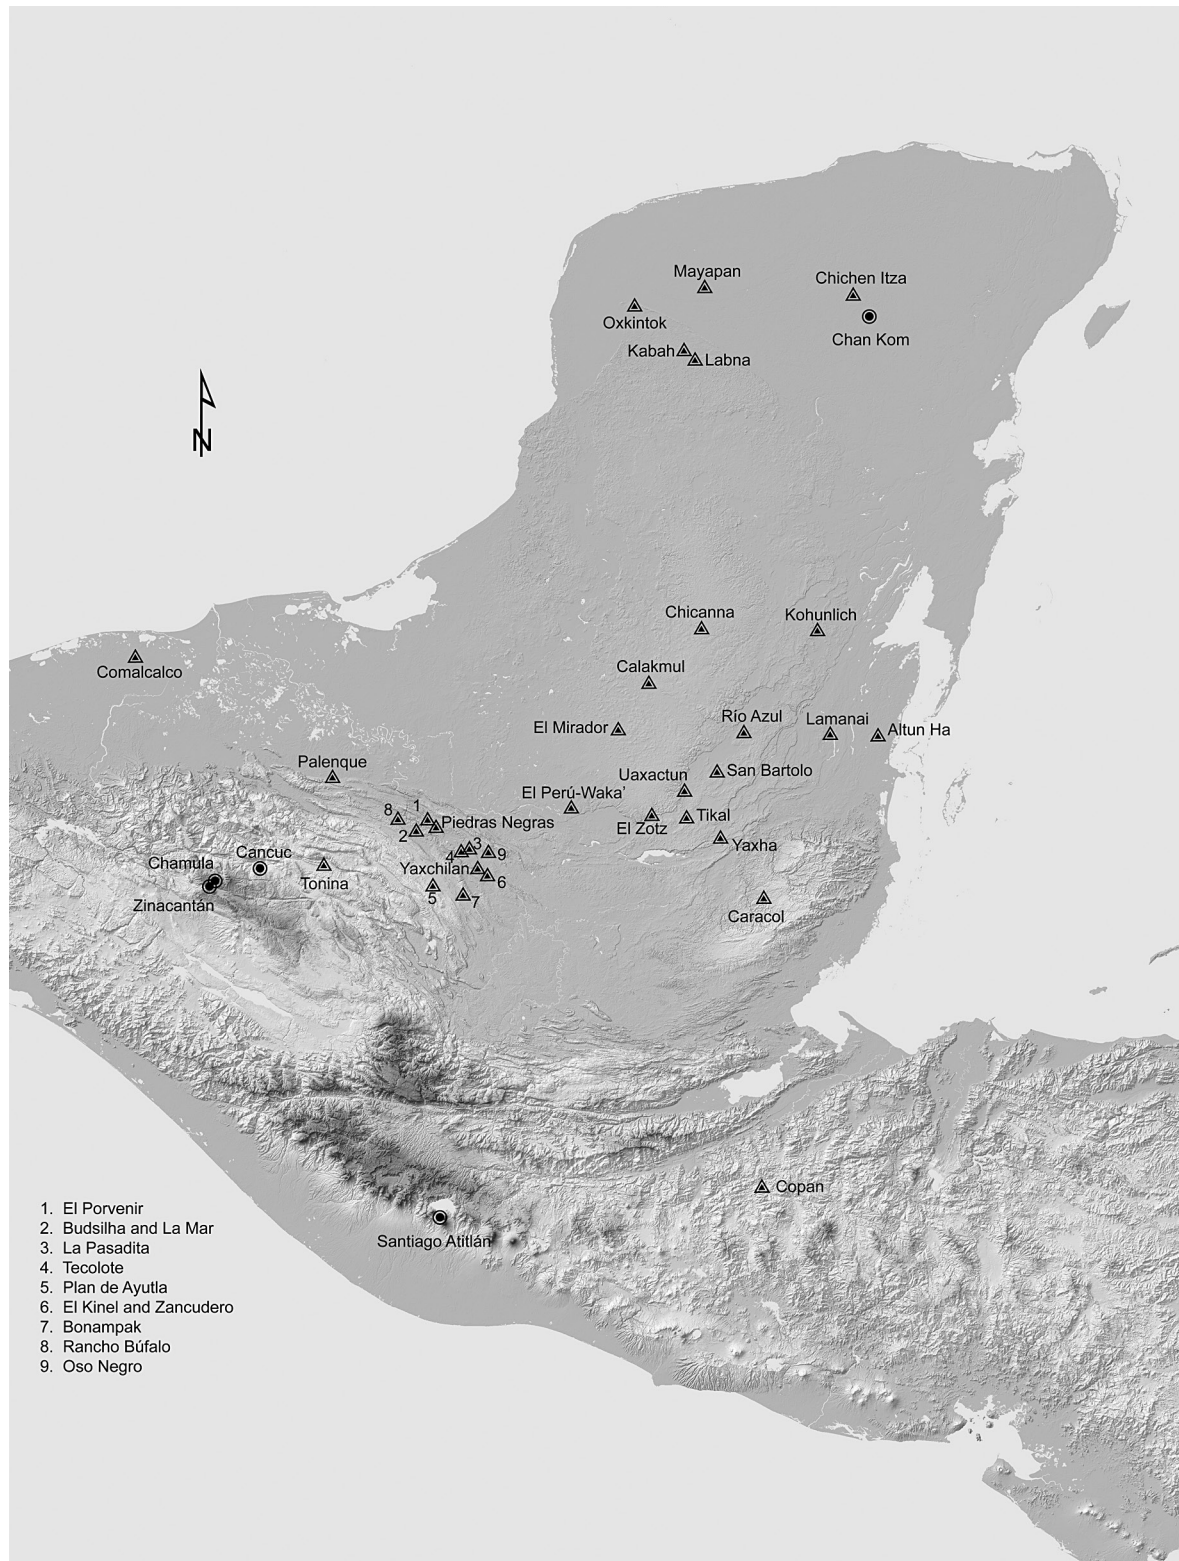 Mayapan
Chichen Itza
Oxkintok
Chan Kom
Kabah
Labna
N
Chicanna
Kohunlich
Comalcalco
Calakmul
El Mirador
Río Azul
Lamanai
Altun Ha
Palenque
Uaxactun
San Bartolo
El Perú-Waka’
8
1
2
Piedras Negras
El Zotz
Tikal
Yaxha
Chamula
Cancuc
4
3
9
Yaxchilan
Tonina
6
5
7
Zinacantán
Caracol
Copan
Santiago Atitlán
1. El Porvenir
2. Budsilha and La Mar
3. La Pasadita
4. Tecolote
5. Plan de Ayutla
6. El Kinel and Zancudero
7. Bonampak
8. Rancho Búfalo
9. Oso Negro